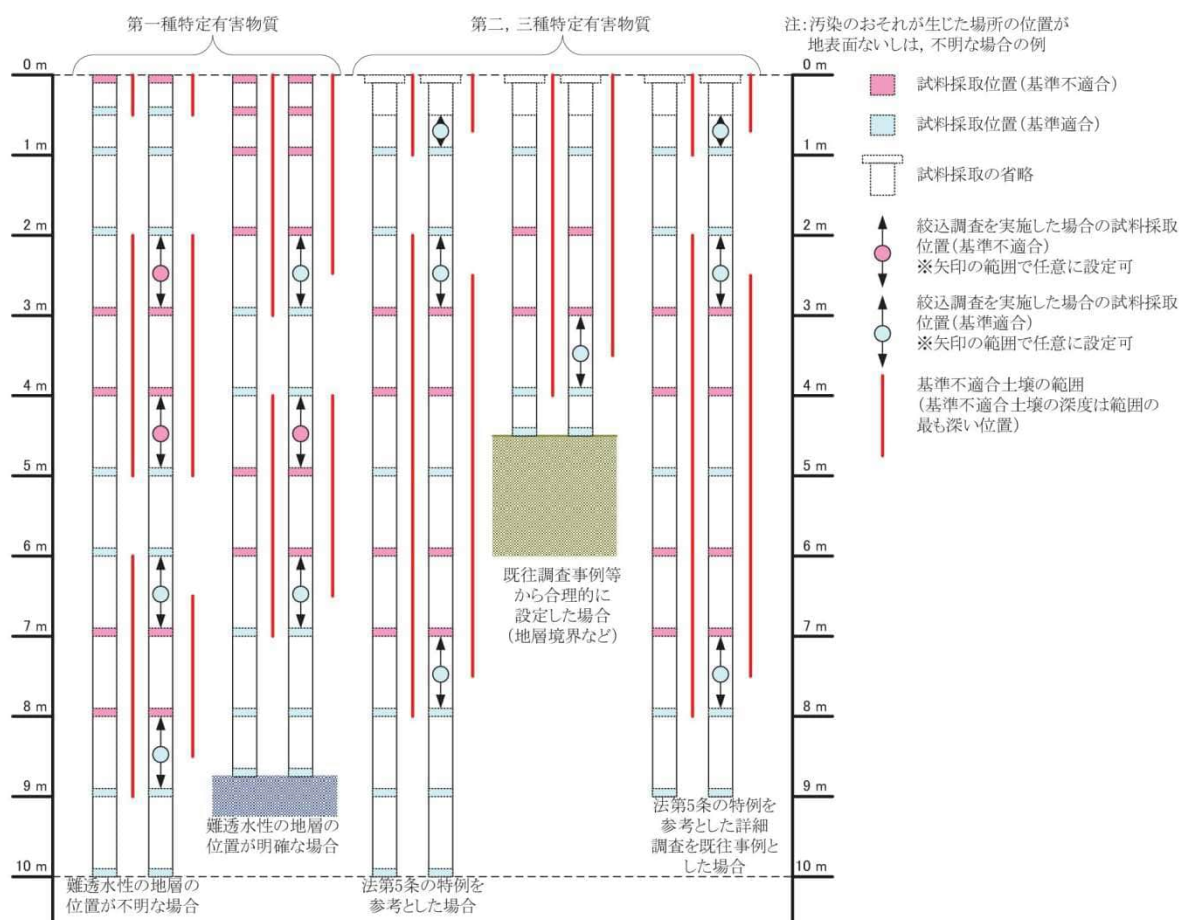 第一種特定有害物質
第二，三種特定有害物質
注：汚染のおそれが生じた場所の位置が
地表面ないしは，不明な場合の例
0 m
1 m
2 m
3 m
4 m
5 m
6 m
7 m
8 m
9 m
10 m
0 m
1 m
2 m
3 m
4 m
5 m
6 m
7 m
8 m
9 m
10 m
試料採取位置（基準不適合）
試料採取位置（基準適合）
試料採取の省略
絞込調査を実施した場合の試料採取
位置（基準不適合）
※矢印の範囲で任意に設定可
絞込調査を実施した場合の試料採取
位置（基準適合）
※矢印の範囲で任意に設定可
基準不適合土壌の範囲
（基準不適合土壌の深度は範囲の
最も深い位置）
難透水性の地層の
位置が不明な場合
難透水性の地層の
位置が明確な場合
法第5条の特例を
参考とした場合
既往調査事例等
から合理的に
設定した場合
（地層境界など）
法第5条の特例を
参考とした詳細
調査を既往事例と
した場合